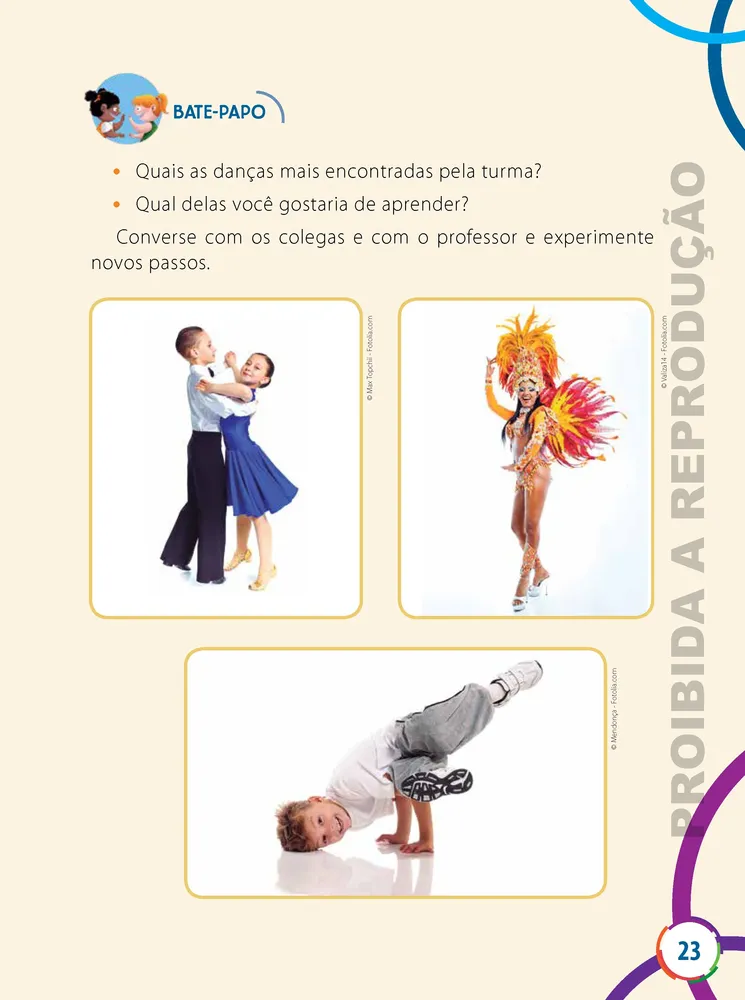 BATE-PAPO
• Quais as danças mais encontradas pela turma?
• Qual delas você gostaria de aprender?
Converse com os colegas e com o professor e experimente
novos passos.
© Max Topchii - Fotolia.com
© Valiza14 - Fotolia.com
© Mendonça - Fotolia.com
PROIBIDA A REPRODUÇÃO
23